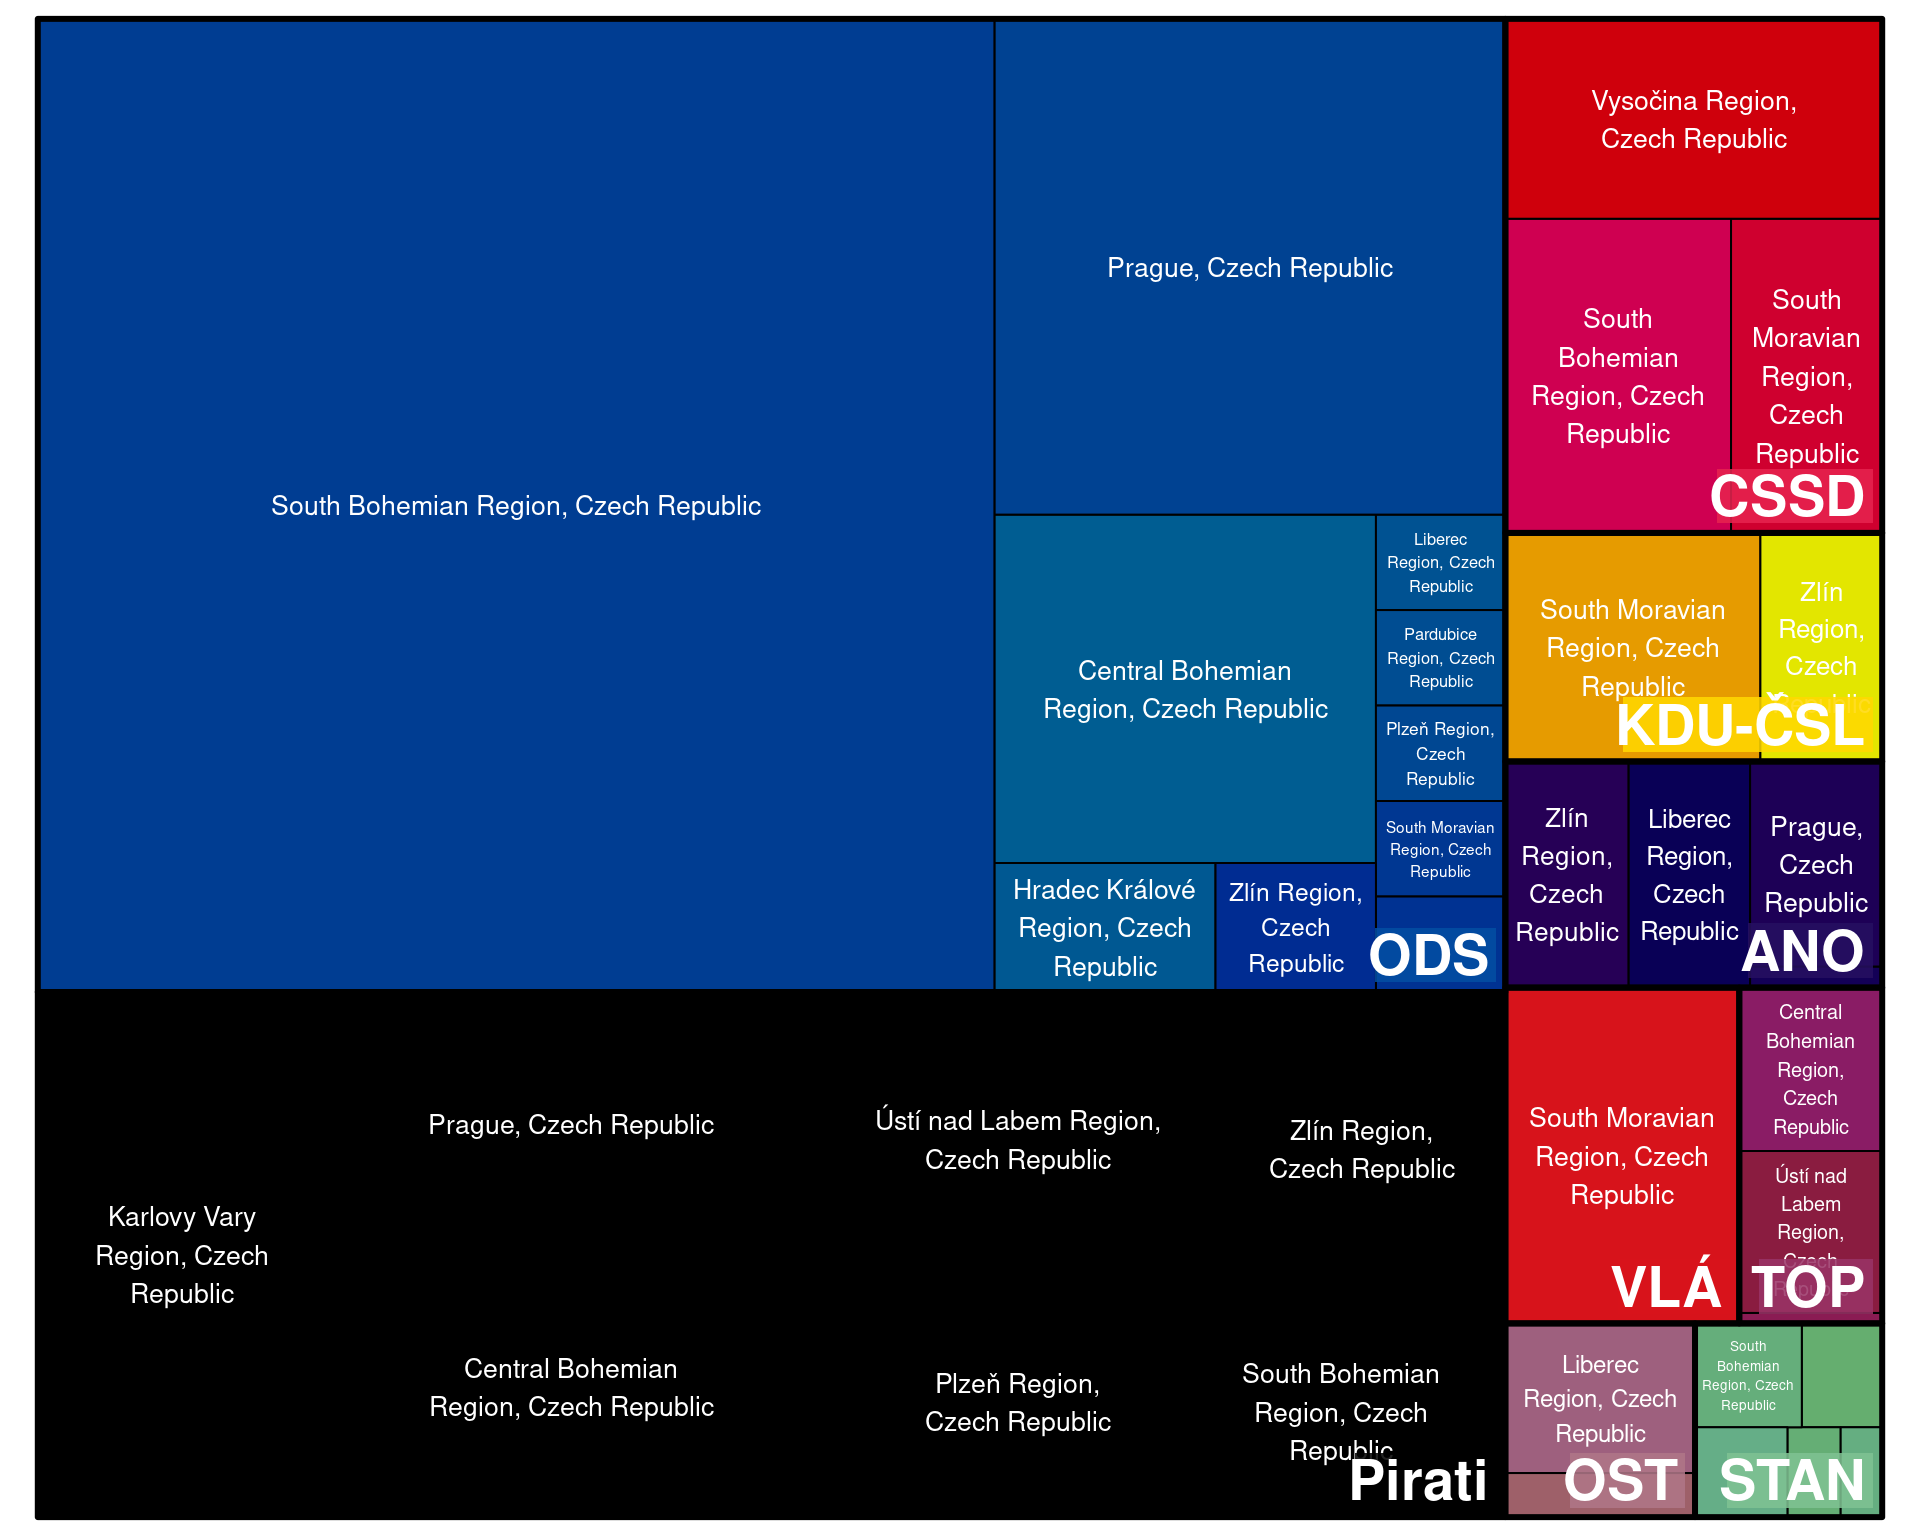 South Bohemian Region, Czech Republic
Prague, Czech Republic
Central Bohemian
Region, Czech Republic
Liberec
Region, Czech
Republic
Pardubice
Region, Czech
Republic
Plzeň Region,
Czech
Republic
South Moravian
Region, Czech
Republic
Hradec Králové
Region, Czech
Republic
Zlín Region,
Czech
Republic
ODS
Karlovy Vary
Region, Czech
Republic
Prague, Czech Republic
Central Bohemian
Region, Czech Republic
Ústí nad Labem Region,
Czech Republic
Plzeň Region,
Czech Republic
Zlín Region,
Czech Republic
South Bohemian
Region, Czech
Republic
Pirati
Vysočina Region,
Czech Republic
South
Bohemian
Region, Czech
Republic
South
Moravian
Region,
Czech
Republic
CSSD
South Moravian
Region, Czech
Republic
Zlín
Region,
Czech
Republic
KDU-ČSL
Zlín
Region,
Czech
Republic
Liberec
Region,
Czech
Republic
Prague,
Czech
Republic
ANO
South Moravian
Region, Czech
Republic
VLÁ
Central
Bohemian
Region,
Czech
Republic
Ústí nad
Labem
Region,
Czech
Republic
TOP
Liberec
Region, Czech
Republic
OST
South
Bohemian
Region, Czech
Republic
STAN